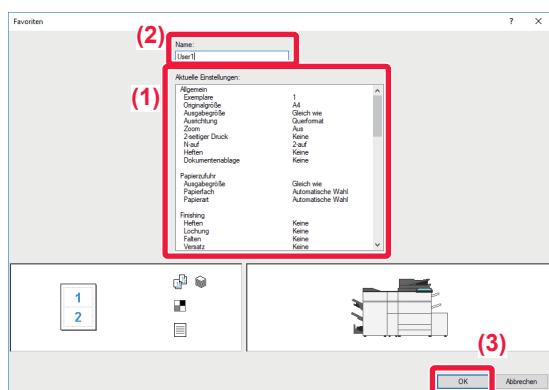 Favoriten ? ×
(2)
Name:
User1
(1)
Aktuelle Einstellungen:
Allgemein
Exemplare 1
Originalgröße A4
Ausgabegröße Gleich wie
Ausrichtung Querformat
Zoom Aus
2-seitiger Druck Keine
N-auf 2-auf
Heften Keine
Dokumentenablage Keine
Papierzufuhr
Ausgabegröße Gleich wie
Papierfach Automatische Wahl
Papierart Automatische Wahl
Finishing
Heften Keine
Lochung Keine
Falten Keine
Versatz Keine
1
2
(3)
OK Abbrechen